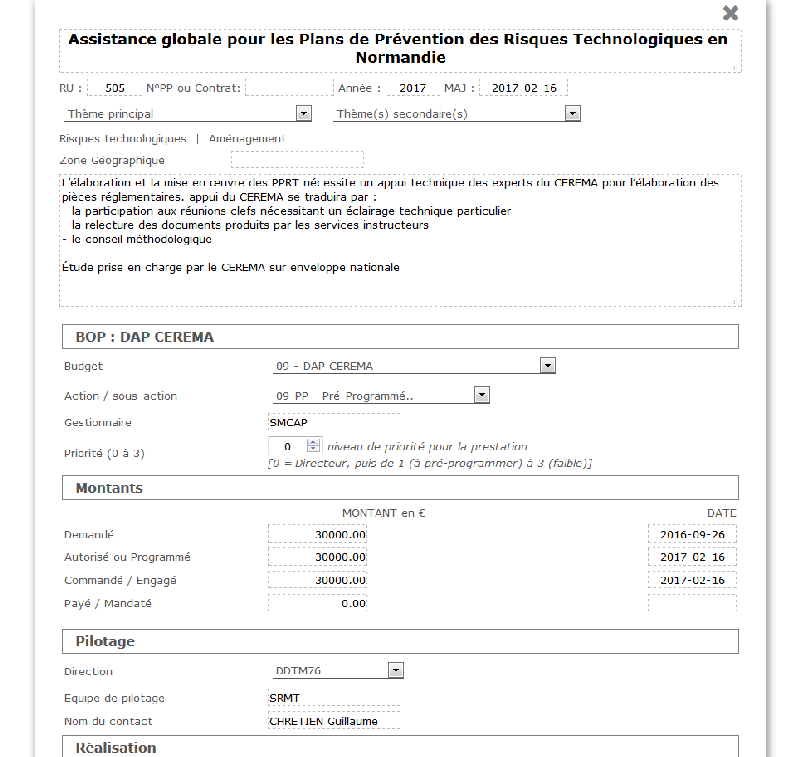 Assistance globale pour les Plans de Prévention des Risques Technologiques en
Normandie
RU : 505 N°PP ou Contrat: Année : 2017 MAJ : 2017-02-16
Thème principal Thème(s) secondaire(s)
Risques technologiques | Aménagement
Zone Géographique
L'élaboration et la mise en œuvre des PPRT nécessite un appui technique des experts du CEREMA pour l'élaboration des
pièces réglementaires. appui du CEREMA se traduira par :
la participation aux réunions clefs nécessitant un éclairage technique particulier
la relecture des documents produits par les services instructeurs
- le conseil méthodologique
Étude prise en charge par le CEREMA sur enveloppe nationale
BOP : DAP CEREMA
Budget 09 - DAP CEREMA
Action / sous-action 09-PP - Pré-Programmé..
Gestionnaire SMCAP
Priorité (0 à 3) 0 niveau de priorité pour la prestation
[0 = Directeur, puis de 1 (à pré-programmer) à 3 (faible)]
Montants
MONTANT en € DATE
Demandé 30000.00 2016-09-26
Autorisé ou Programmé 30000.00 2017-02-16
Commandé / Engagé 30000.00 2017-02-16
Payé / Mandaté 0.00
Pilotage
Direction DDTM76
Equipe de pilotage SRMT
Nom du contact CHRETIEN Guillaume
Réalisation